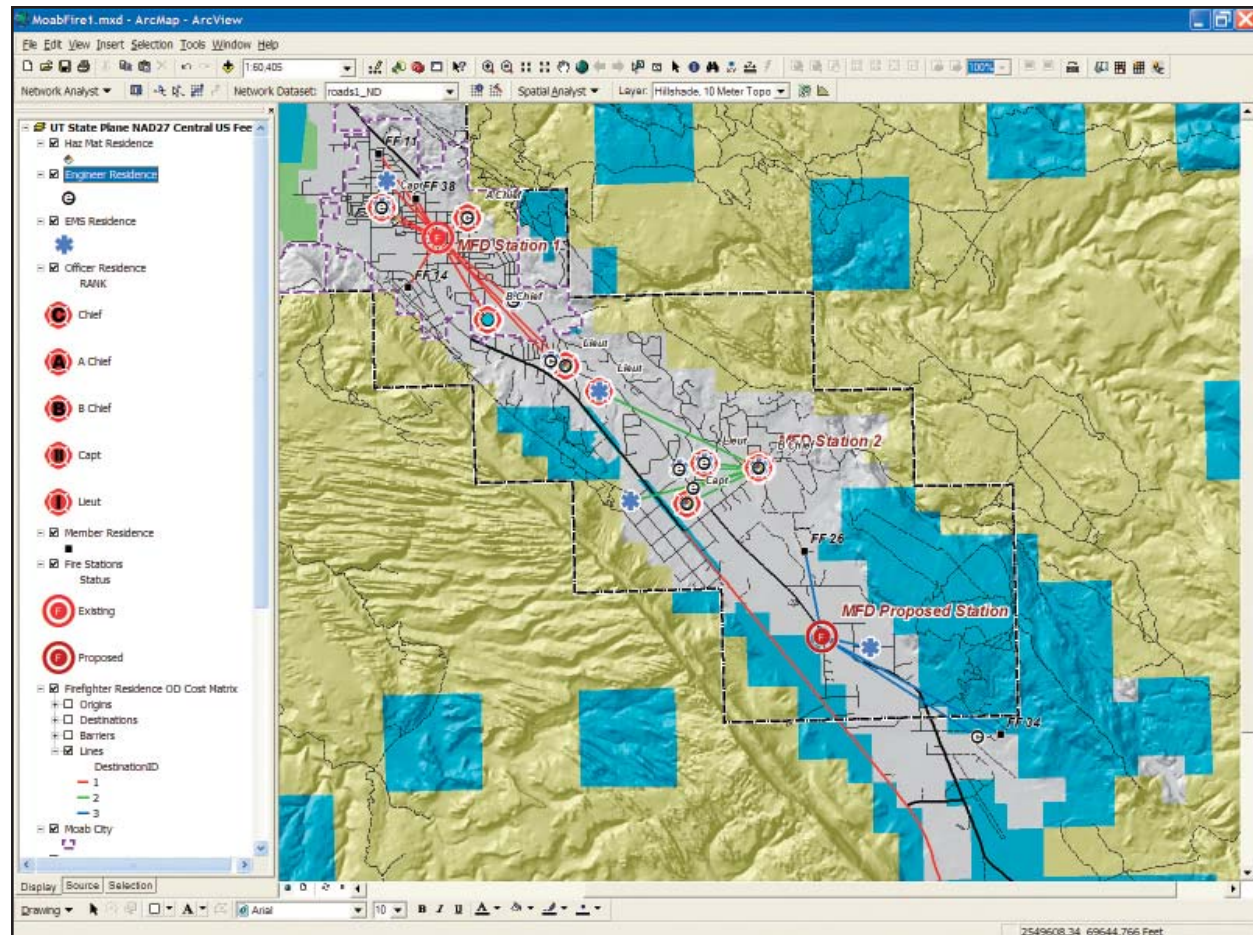 MoabFire1.mxd - ArcMap - ArcView
File Edit View Insert Selection Tools Window Help
1:60,405
100%
Network Analyst
Network Dataset: roads1_ND
Spatial Analyst
Layer: Hillshade, 10 Meter Topo
UT State Plane NAD27 Central US Fee
Haz Mat Residence
Engineer Residence
e
EMS Residence
Officer Residence
RANK
C Chief
A A Chief
B B Chief
II Capt
I Lieut
Member Residence
Fire Stations
Status
F Existing
F Proposed
Firefighter Residence OD Cost Matrix
Origins
Destinations
Barriers
Lines
DestinationID
1
2
3
Moab City
FF 11
Capt
FF 38
A Chief
MFD Station 1
FF 14
B Chief
Lieut
Lieut
Lieut
MFD Station 2
B Chief
Capt
FF 26
MFD Proposed Station
FF 34
Display Source Selection
Drawing
A
Arial
10
B I U
A
2549608.34 69644.766 Feet